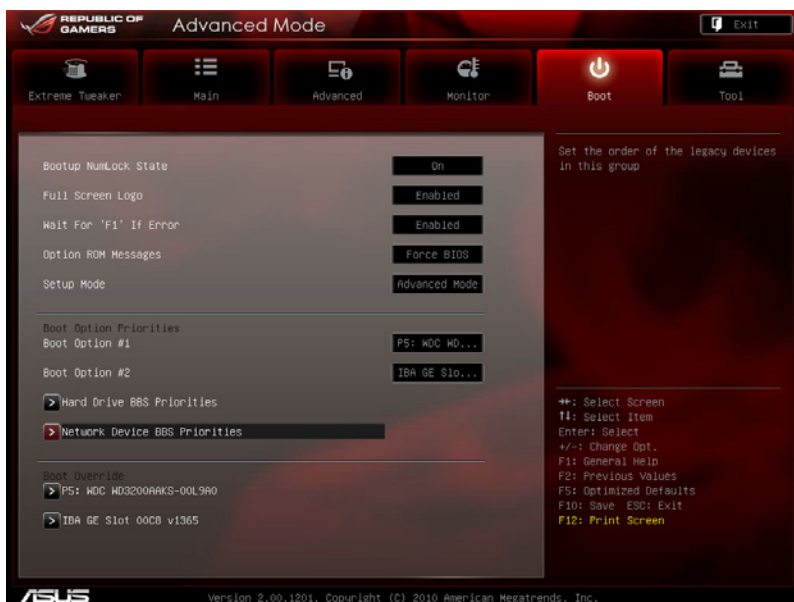 REPUBLIC OF
GAMERS
Advanced Mode
Exit
Extreme Tweaker
Main
Advanced
Monitor
Boot
Tool
Bootup NumLock State On
Full Screen Logo Enabled
Wait For 'F1' If Error Enabled
Option ROM Messages Force BIOS
Setup Mode Advanced Mode
Boot Option Priorities
Boot Option #1 P5: WDC WD...
Boot Option #2 IBA GE Slo...
> Hard Drive BBS Priorities
> Network Device BBS Priorities
Boot Override
> P5: WDC WD3200AAKS-00L9A0
> IBA GE Slot 00C8 v1365
Set the order of the legacy devices
in this group
→←: Select Screen
↑↓: Select Item
Enter: Select
+/-: Change Opt.
F1: General Help
F2: Previous Values
F5: Optimized Defaults
F10: Save ESC: Exit
F12: Print Screen
ASUS
Version 2.00.1201. Copyright (C) 2010 American Megatrends, Inc.